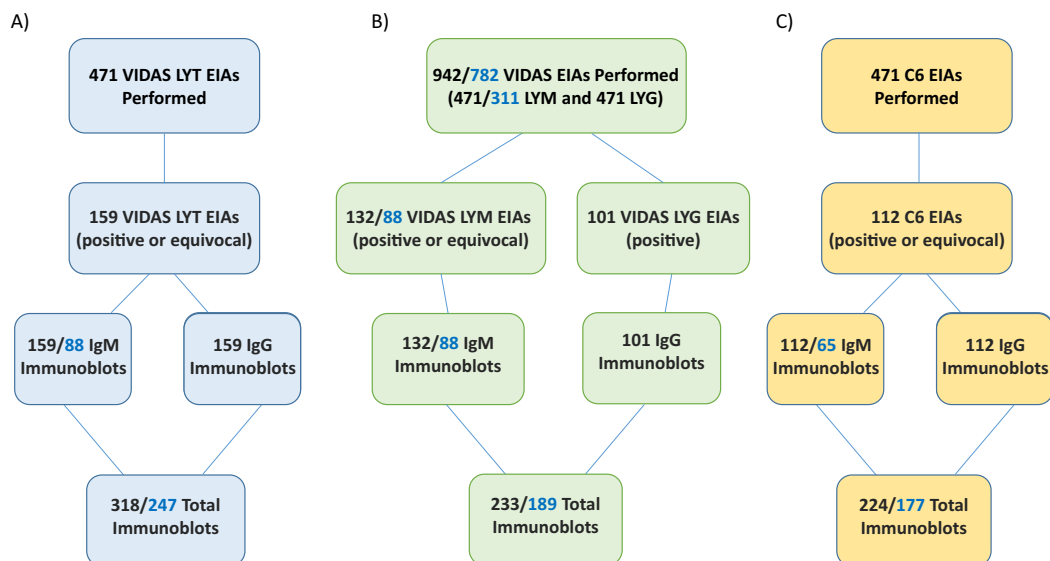 A)
471 VIDAS LYT EIAs
Performed
159 VIDAS LYT EIAs
(positive or equivocal)
159/88 IgM
Immunoblots
159 IgG
Immunoblots
318/247 Total
Immunoblots
B)
942/782 VIDAS EIAs Performed
(471/311 LYM and 471 LYG)
132/88 VIDAS LYM EIAs
(positive or equivocal)
101 VIDAS LYG EIAs
(positive)
132/88 IgM
Immunoblots
101 IgG
Immunoblots
233/189 Total
Immunoblots
C)
471 C6 EIAs
Performed
112 C6 EIAs
(positive or equivocal)
112/65 IgM
Immunoblots
112 IgG
Immunoblots
224/177 Total
Immunoblots